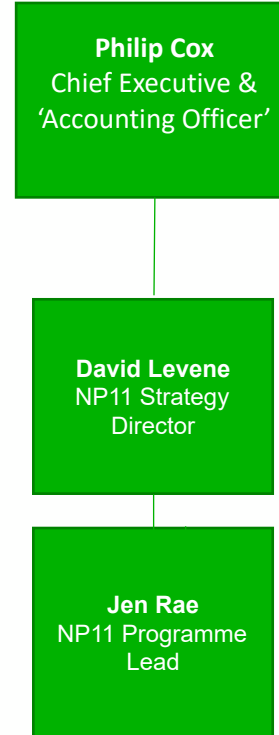 Philip Cox
Chief Executive &
‘Accounting Officer’
David Levene
NP11 Strategy
Director
Jen Rae
NP11 Programme
Lead